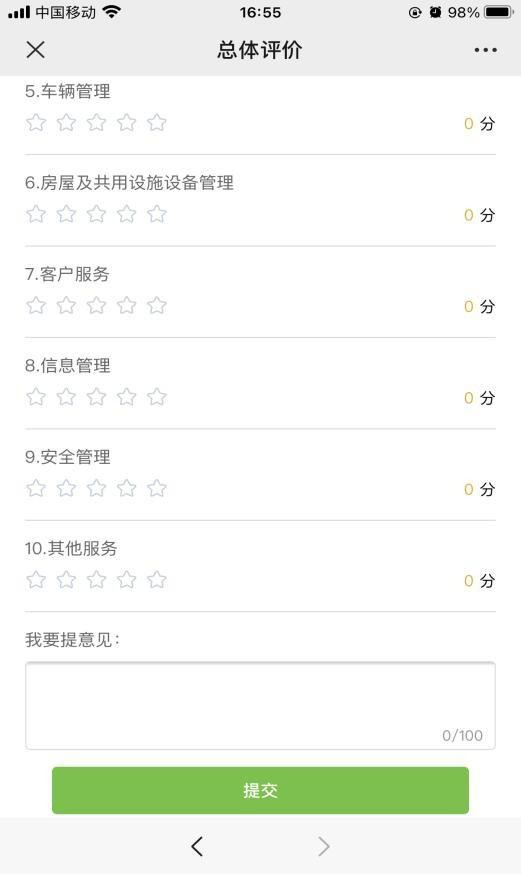 中国移动 16:55 98%
总体评价
5.车辆管理
0 分
6.房屋及共用设施设备管理
0 分
7.客户服务
0 分
8.信息管理
0 分
9.安全管理
0 分
10.其他服务
0 分
我要提意见：
0/100
提交